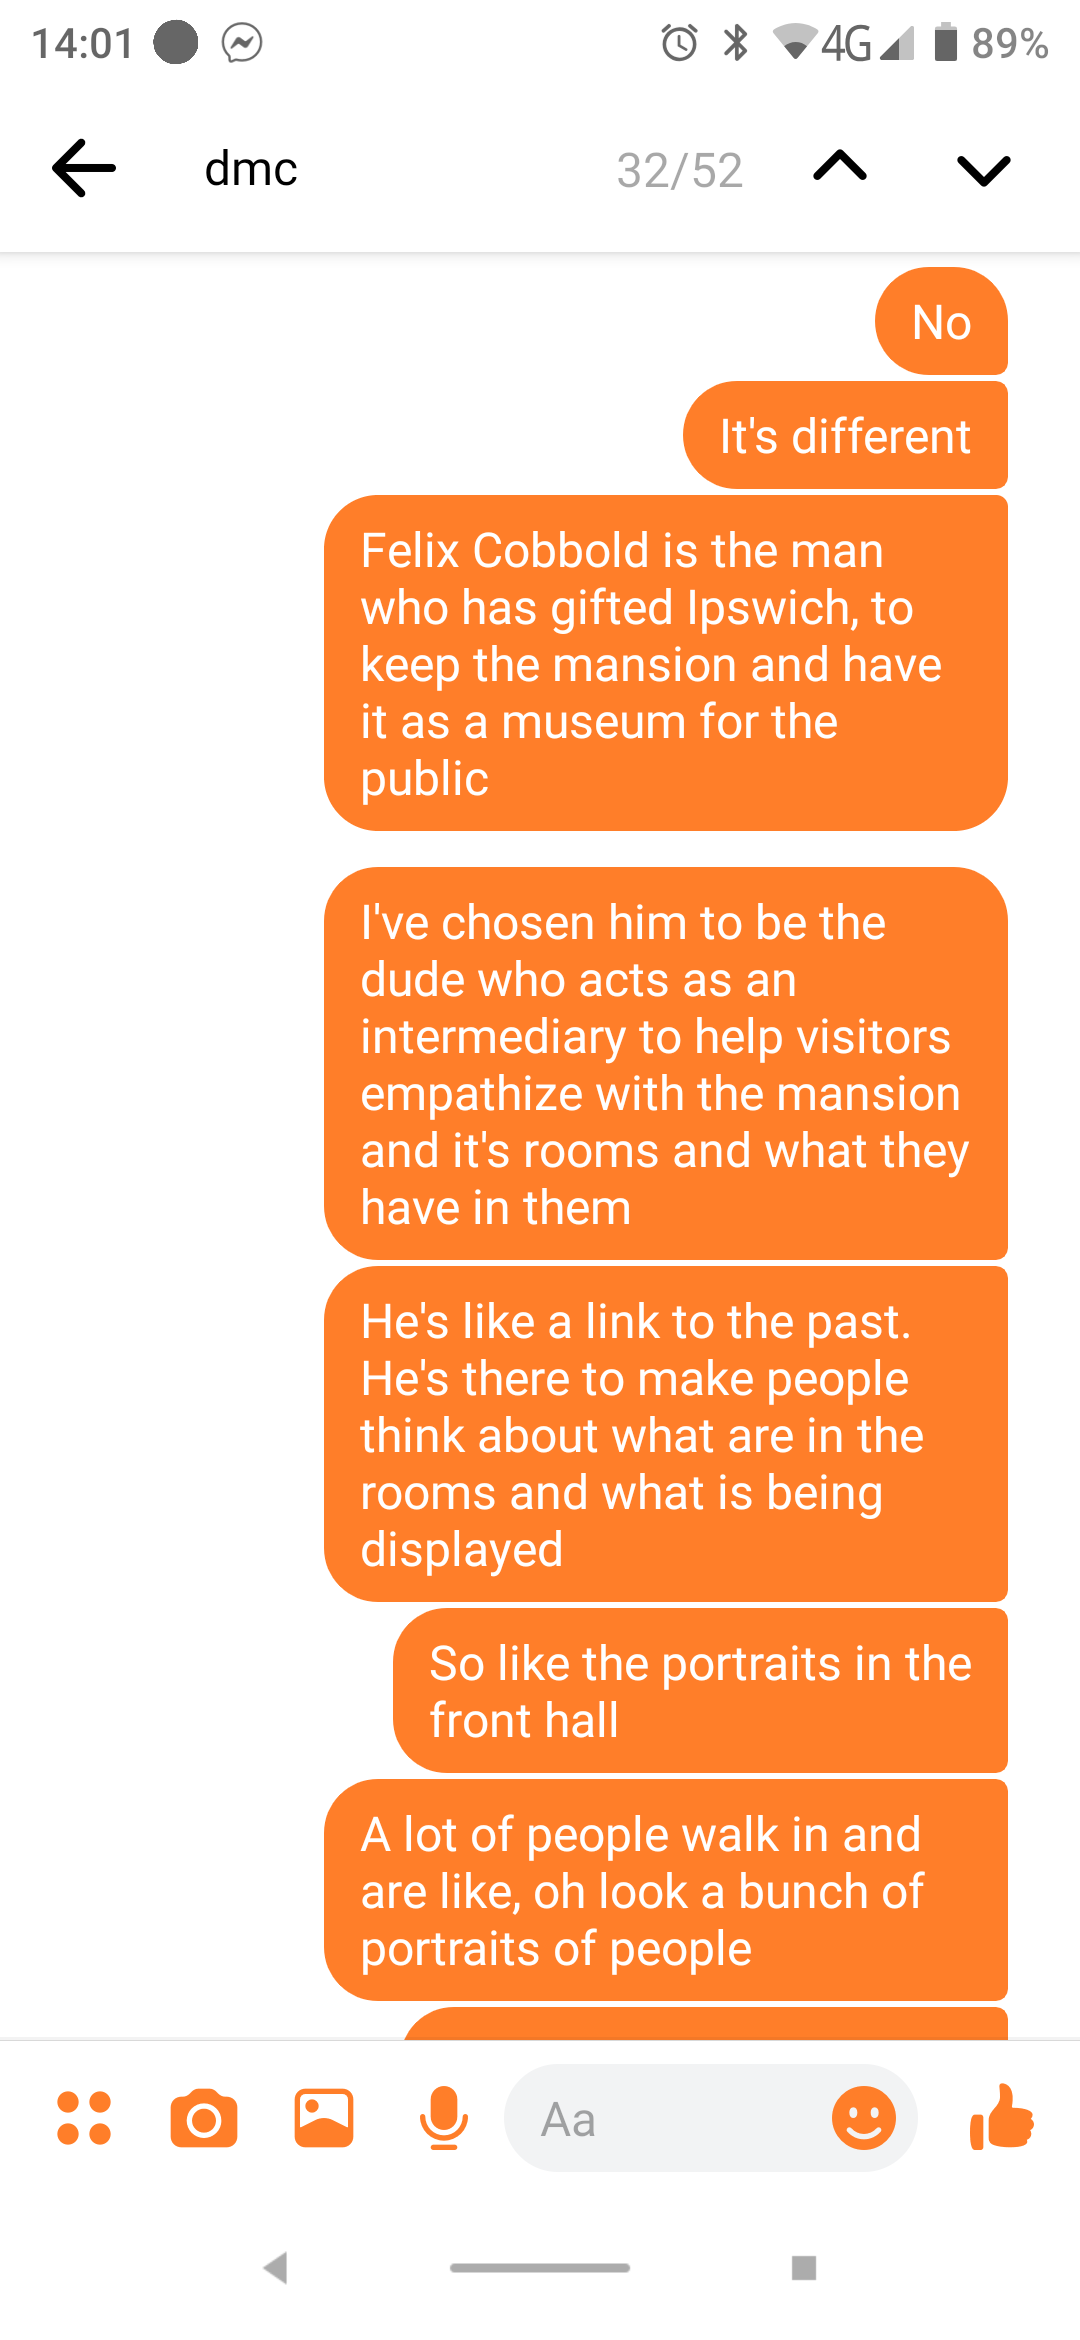 14:01 4G 89%
dmc 32/52
No
It's different
Felix Cobbold is the man
who has gifted Ipswich, to
keep the mansion and have
it as a museum for the
public
I've chosen him to be the
dude who acts as an
intermediary to help visitors
empathize with the mansion
and it's rooms and what they
have in them
He's like a link to the past.
He's there to make people
think about what are in the
rooms and what is being
displayed
So like the portraits in the
front hall
A lot of people walk in and
are like, oh look a bunch of
portraits of people
Aa